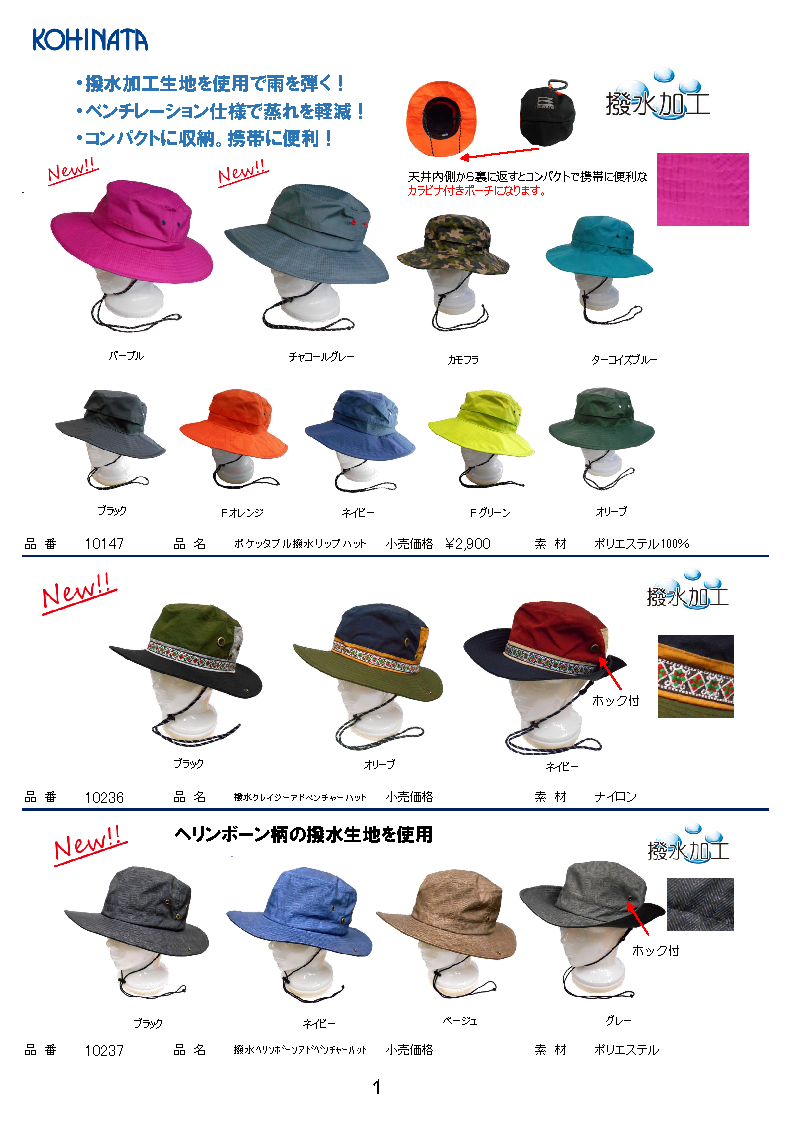 KOHINATA
・撥水加工生地を使用で雨を弾く！
・ベンチレーション仕様で蒸れを軽減！
・コンパクトに収納。携帯に便利！
撥水加工
天井内側から裏に返すとコンパクトで携帯に便利な
カラビナ付きポーチになります。
New!!
New!!
パープル
チャコールグレー
カモフラ
ターコイズブルー
ブラック
Fオレンジ
ネイビー
Fグリーン
オリーブ
品 番 10147 品 名 ポケッタブル撥水リップハット 小売価格 ¥2,900 素 材 ポリエステル100%
New!!
撥水加工
ホック付
ブラック
オリーブ
ネイビー
品 番 10236 品 名 撥水クレイジーアドベンチャーハット 小売価格 素 材 ナイロン
New!!
ヘリンボーン柄の撥水生地を使用
撥水加工
ホック付
ブラック
ネイビー
ベージュ
グレー
品 番 10237 品 名 撥水ヘリンボーンアドベンチャーハット 小売価格 素 材 ポリエステル
1